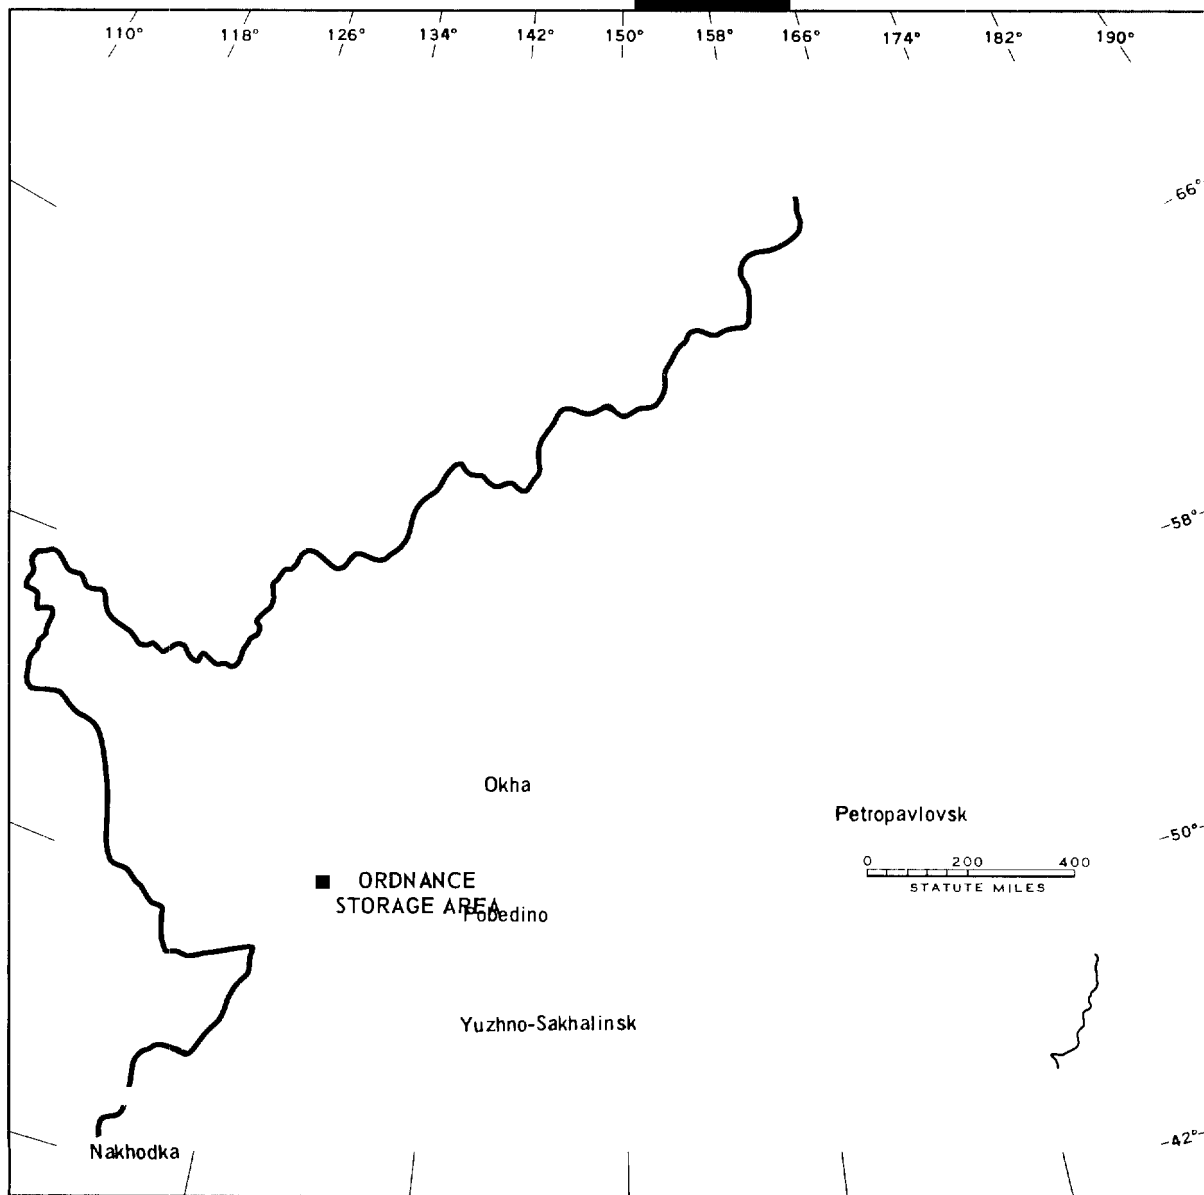 110° 118° 126° 134° 142° 150° 158° 166° 174° 182° 190°
66°
58°
Okha
Petropavlovsk
50°
0 200 400
STATUTE MILES
ORDNANCE
STORAGE AREA
Pobedino
Yuzhno-Sakhalinsk
42°
Nakhodka